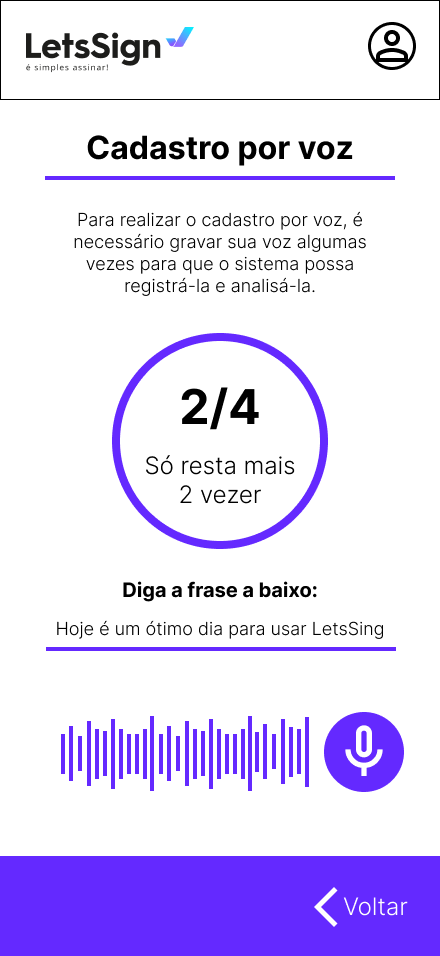 LetsSign
é simples assinar!
Cadastro por voz
Para realizar o cadastro por voz, é
necessário gravar sua voz algumas
vezes para que o sistema possa
registrá-la e analisá-la.
2/4
Só resta mais
2 vezer
Diga a frase a baixo:
Hoje é um ótimo dia para usar LetsSing
Voltar